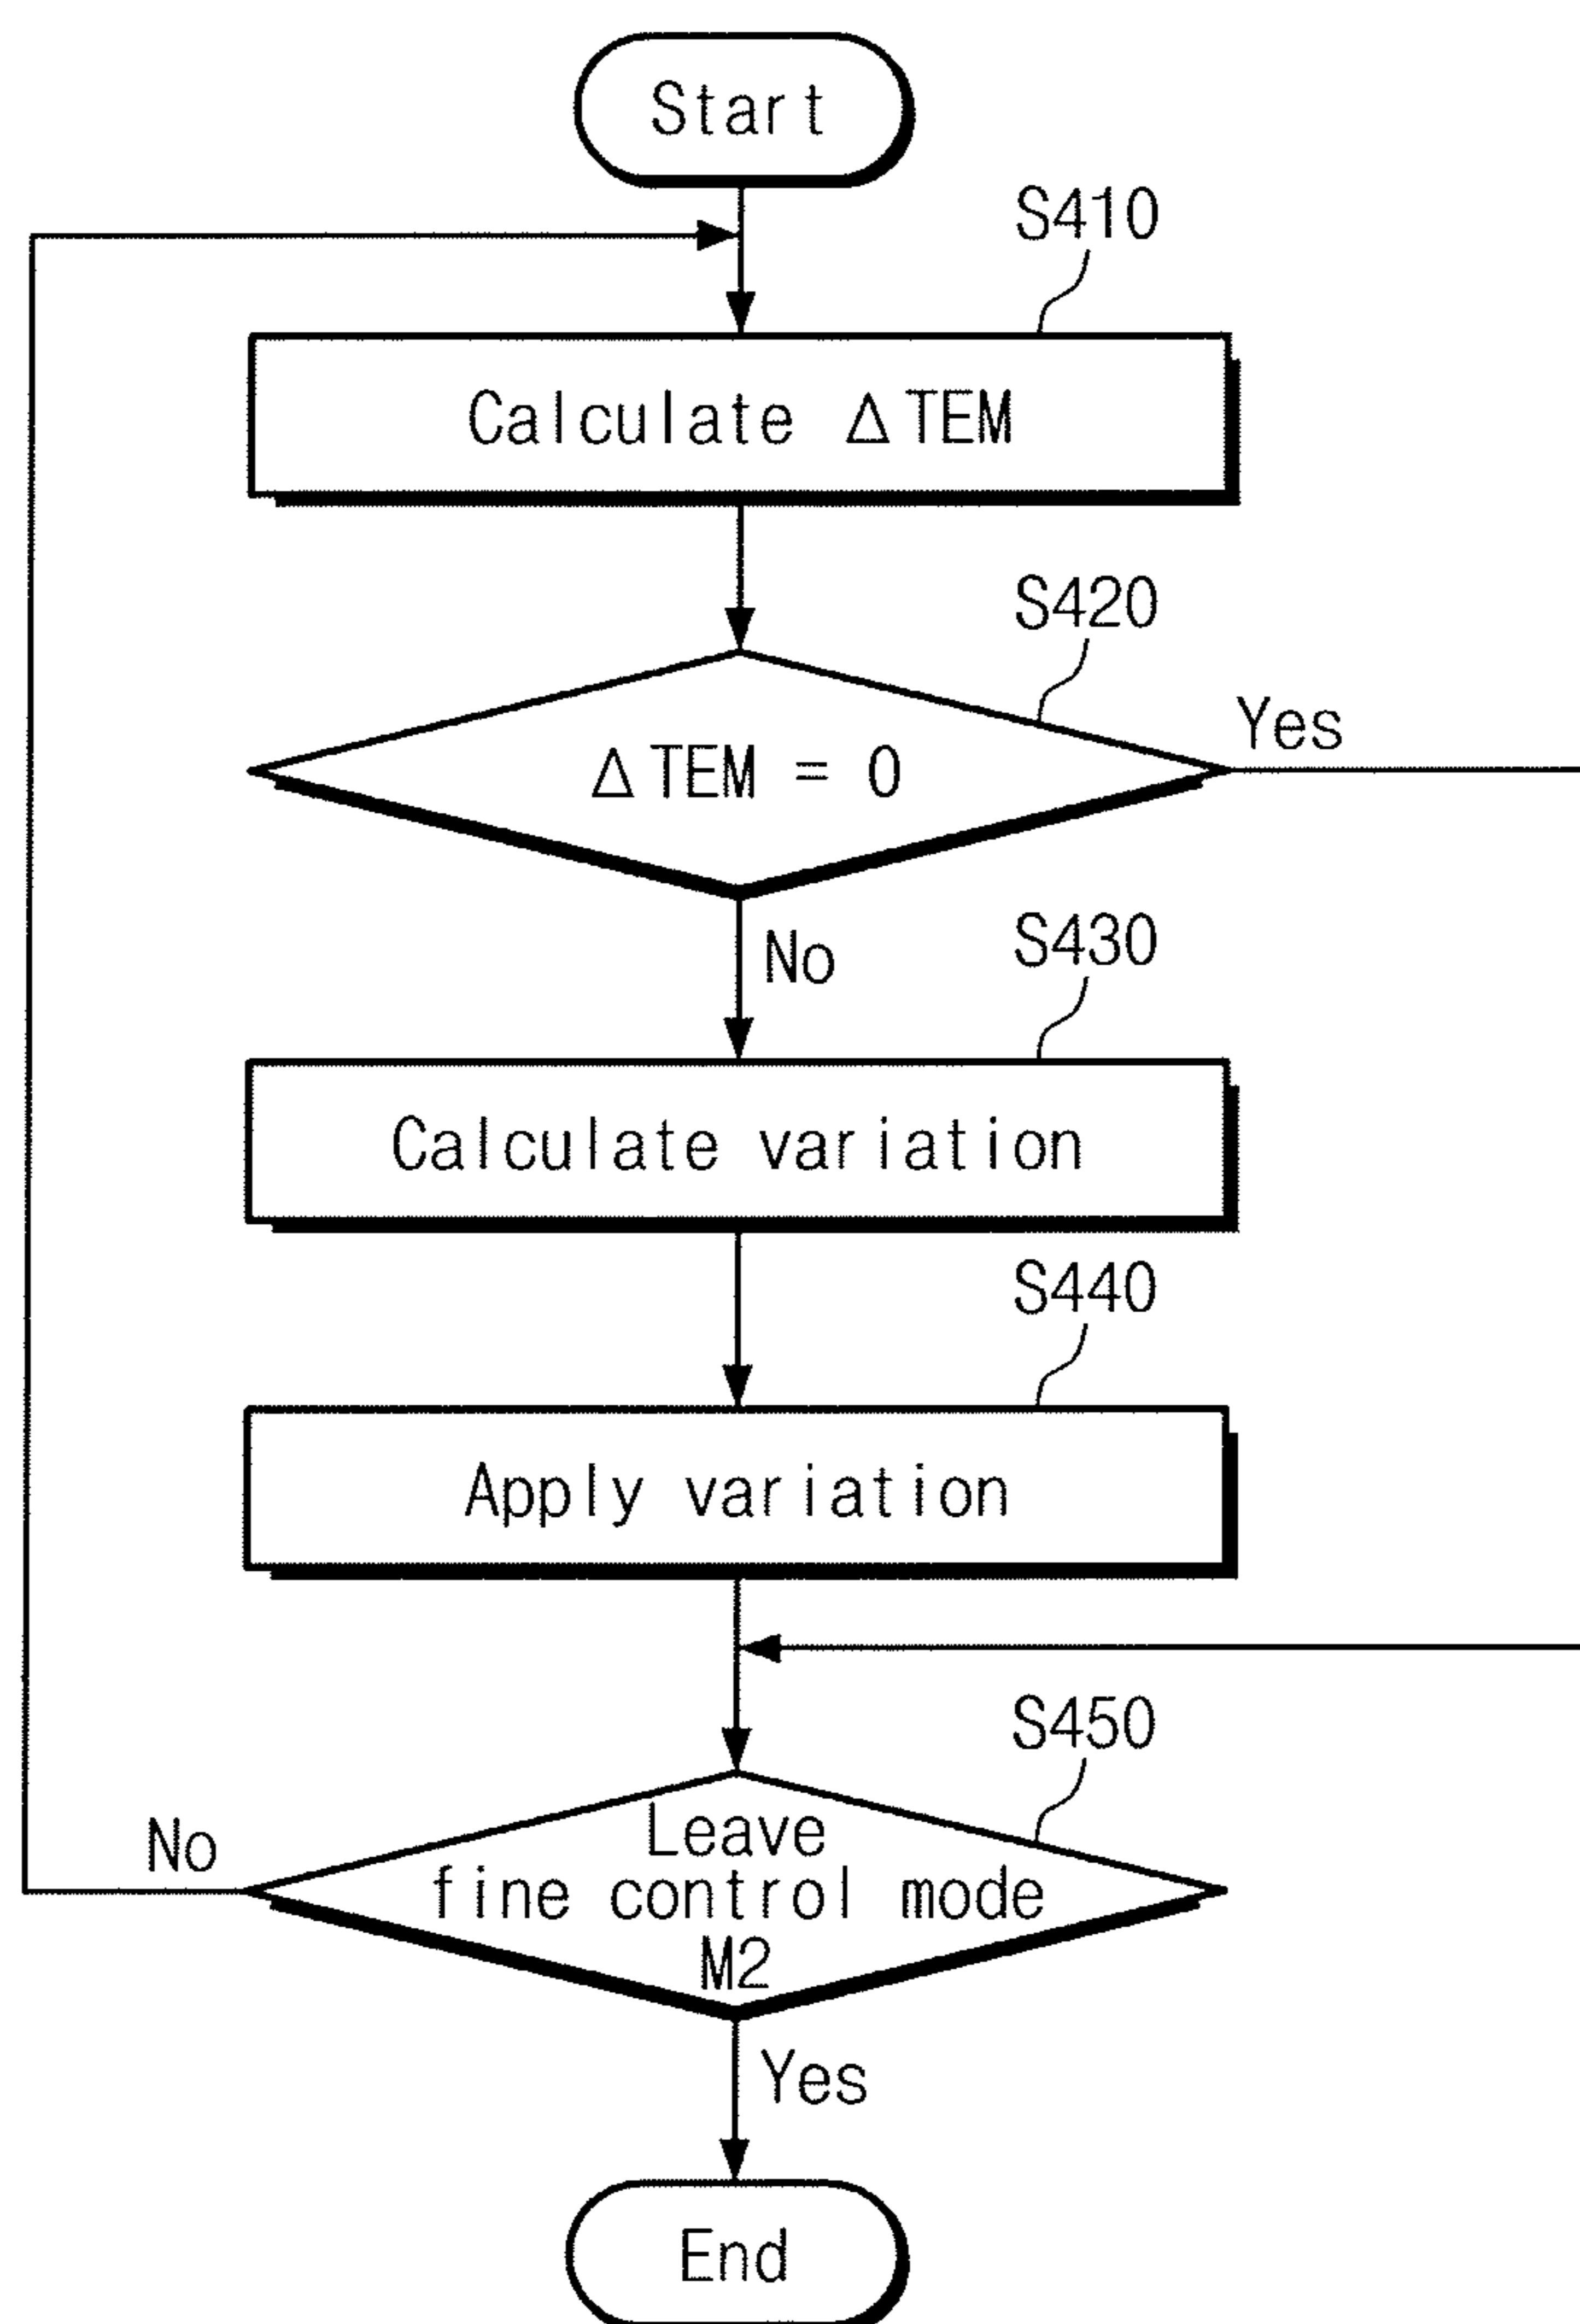 Start
S410
Calculate ΔTEM
S420
ΔTEM = 0
Yes
No
S430
Calculate variation
S440
Apply variation
S450
Leave
fine control mode
M2
No
Yes
End